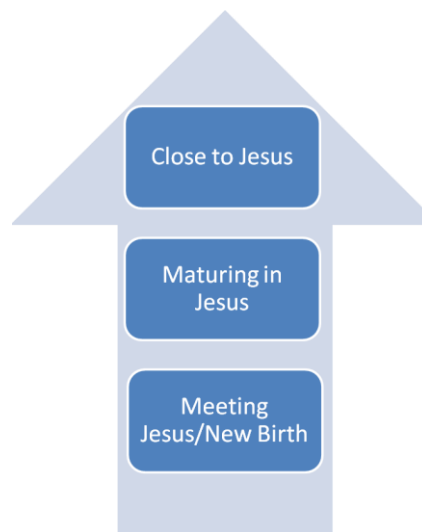 Close to Jesus
Maturing in
Jesus
Meeting
Jesus/New Birth